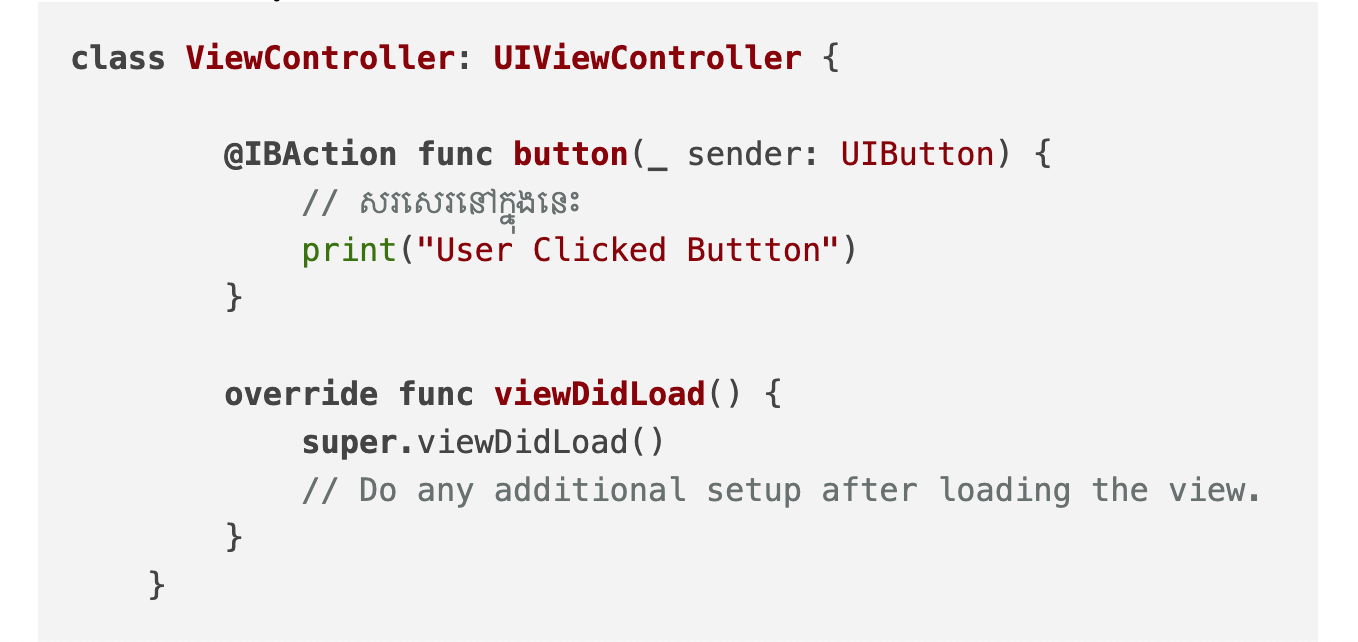 class ViewController: UIViewController {
@IBAction func button(_ sender: UIButton) {
// សរសេរនៅក្នុងនេះ
print("User Clicked Buttton")
}
override func viewDidLoad() {
super.viewDidLoad()
// Do any additional setup after loading the view.
}
}